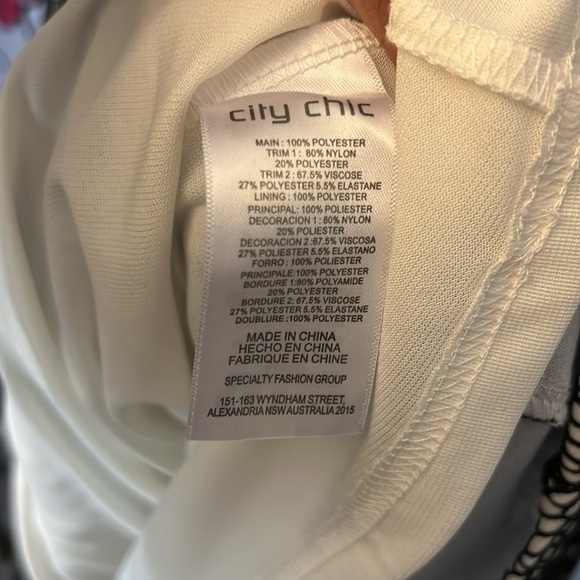 city chic
MAIN : 100% POLYESTER
TRIM 1 : 80% NYLON
20% POLYESTER
TRIM 2 : 67.5% VISCOSE
27% POLYESTER 5.5% ELASTANE
LINING : 100% POLYESTER
PRINCIPAL: 100% POLIESTER
DECORACION 1 :80% NYLON
20% POLIESTER
DECORACION 2 :67.5% VISCOSA
27% POLIESTER 5.5% ELASTANO
FORRO :100% POLIESTER
PRINCIPALE:100% POLYESTER
BORDURE 1:80% POLYAMIDE
20% POLYESTER
BORDURE 2: 67.5% VISCOSE
27% POLYESTER 5.5% ELASTANE
DOUBLURE :100% POLYESTER
MADE IN CHINA
HECHO EN CHINA
FABRIQUE EN CHINE
SPECIALTY FASHION GROUP
151-163 WYNDHAM STREET,
ALEXANDRIA NSW AUSTRALIA 2015